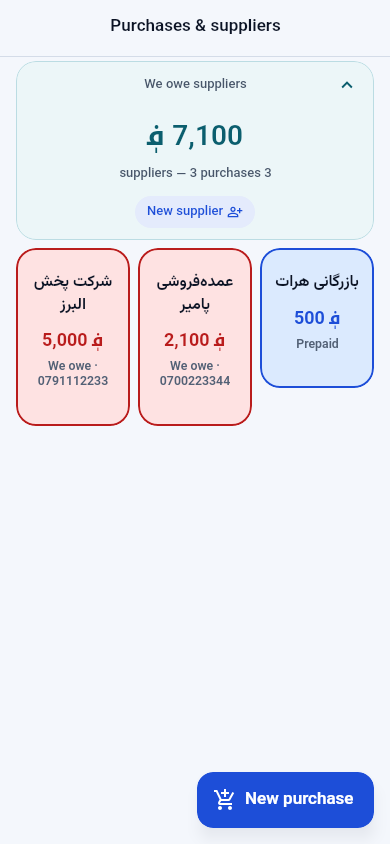 Purchases & suppliers
We owe suppliers
؋ 7,100
suppliers — 3 purchases 3
New supplier
شرکت پخش
البرز
5,000 ؋
We owe ·
0791112233
عمده‌فروشی
پامیر
2,100 ؋
We owe ·
0700223344
بازرگانی هرات
500 ؋
Prepaid
New purchase